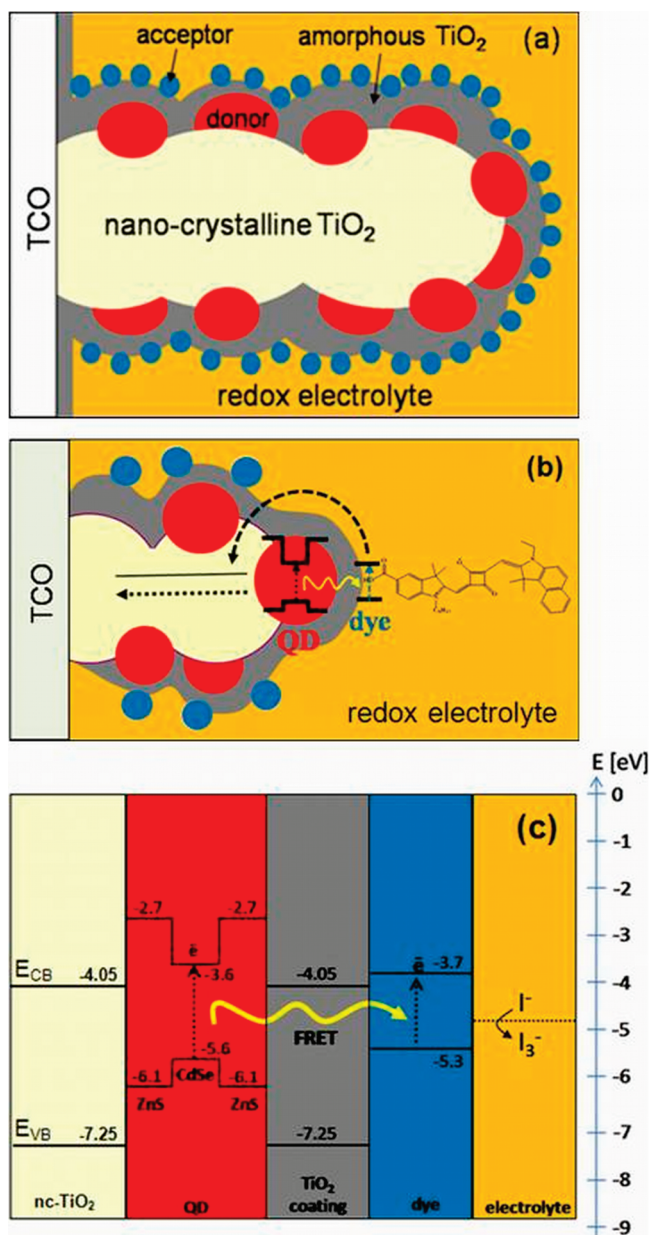 acceptor
amorphous TiO₂
(a)
donor
TCO
nano-crystalline TiO₂
redox electrolyte
(b)
TCO
QD
dye
redox electrolyte
E [eV]
(c)
0
-1
-2
-3
-4
-5
-6
-7
-8
-9
-2.7
-2.7
ē
-3.6
E_CB
-4.05
-4.05
ē
-3.7
I⁻
I₃⁻
FRET
-5.6
-5.3
CdSe
-6.1
-6.1
ZnS
ZnS
E_VB
-7.25
-7.25
nc-TiO₂
QD
TiO₂
coating
dye
electrolyte